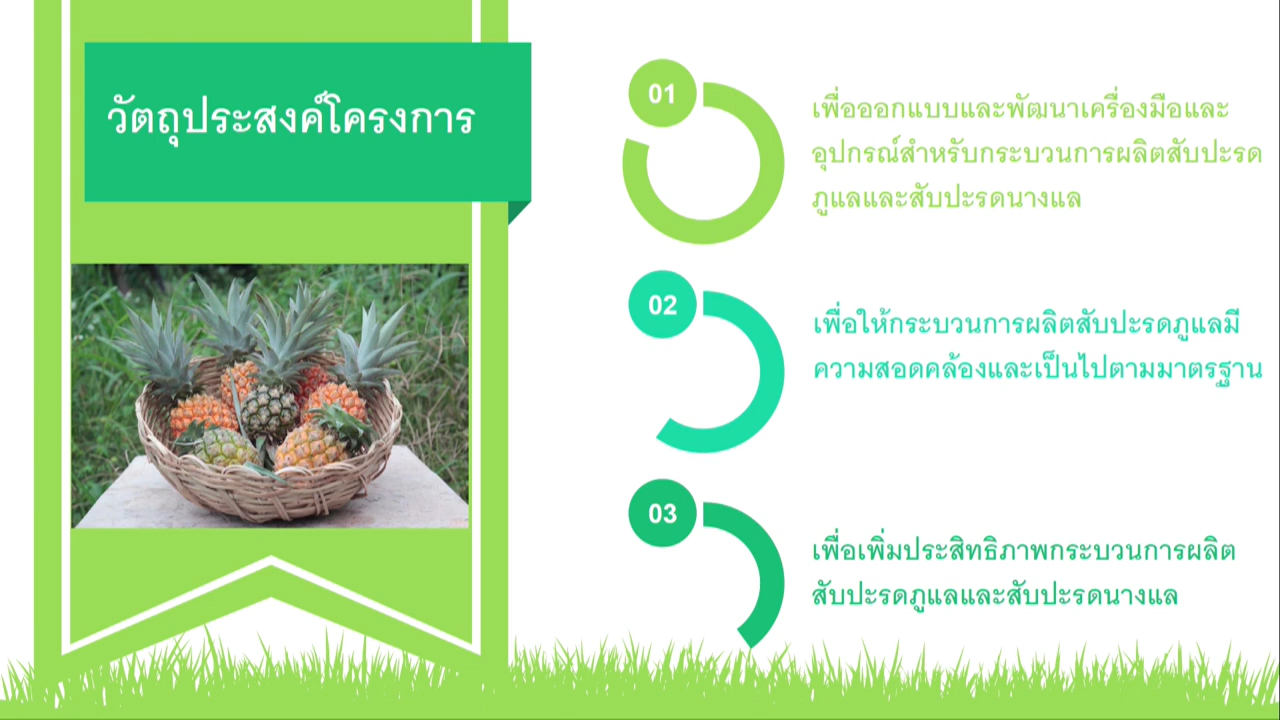 วัตถุประสงค์โครงการ
01
เพื่อออกแบบและพัฒนาเครื่องมือและ
อุปกรณ์สำหรับกระบวนการผลิตสับปะรด
ภูแลและสับปะรดนางแล
02
เพื่อให้กระบวนการผลิตสับปะรดภูแลมี
ความสอดคล้องและเป็นไปตามมาตรฐาน
03
เพื่อเพิ่มประสิทธิภาพกระบวนการผลิต
สับปะรดภูแลและสับปะรดนางแล